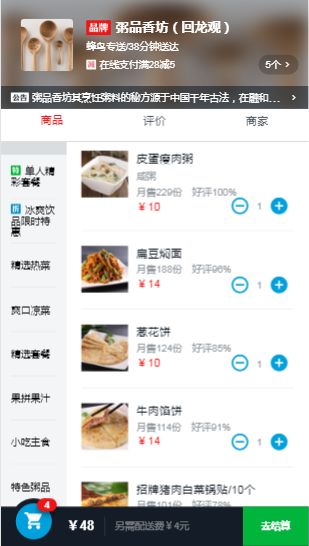 品牌 粥品香坊（回龙观）
蜂鸟专送/38分钟送达
减 在线支付满28减5
5个 >
公告 粥品香坊其烹饪粥料的秘方源于中国千年古法，在融和... >
商品 评价 商家
特 单人精
彩套餐
折 冰爽饮
品限时特
惠
精选热菜
爽口凉菜
精选套餐
果拼果汁
小吃主食
特色粥品
皮蛋瘦肉粥
咸粥
月售229份 好评100%
￥10
1
扁豆焖面
月售188份 好评96%
￥14
1
葱花饼
月售124份 好评85%
￥10
1
牛肉馅饼
月售114份 好评91%
￥14
1
招牌猪肉白菜锅贴/10个
月售101份 好评78%
4
￥48
另需配送费￥4元
去结算